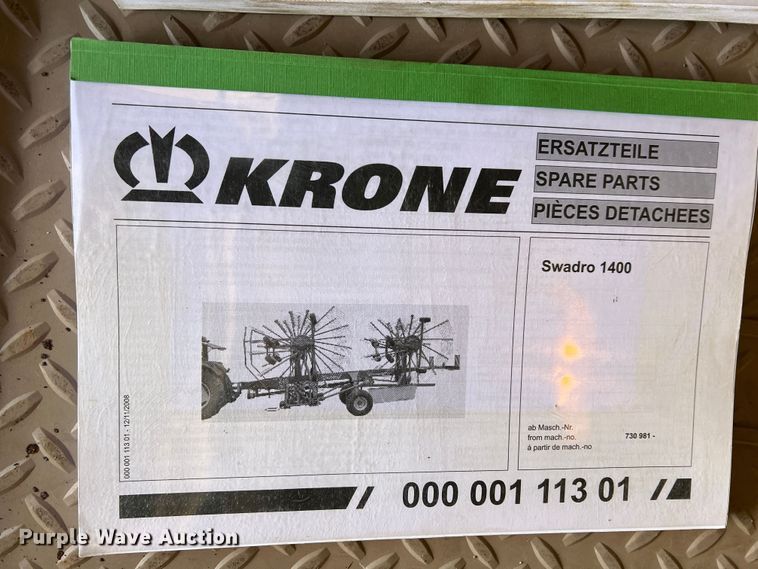 KRONE
ERSATZTEILE
SPARE PARTS
PIÈCES DETACHEES
Swadro 1400
ab Masch.-Nr.
from mach.-no. 730 981 -
à partir de mach.-no
000 001 113 01 - 12/11/2008
000 001 113 01
Purple Wave Auction